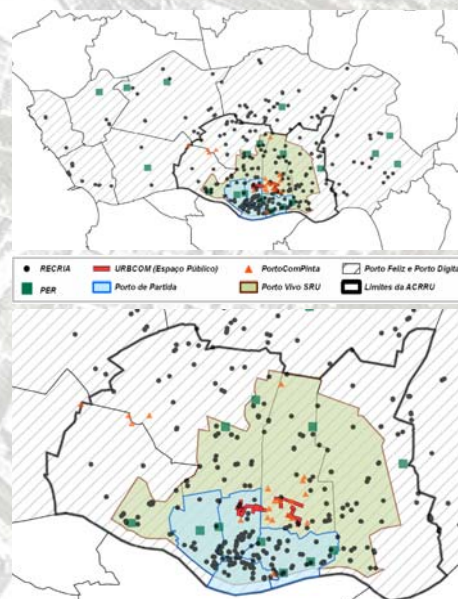 RECRIA URBCOM (Espaço Público) PortoComPinta Porto Feliz e Porto Digital
PER Porto de Partida Porto Vivo SRU Limites da ACRRU